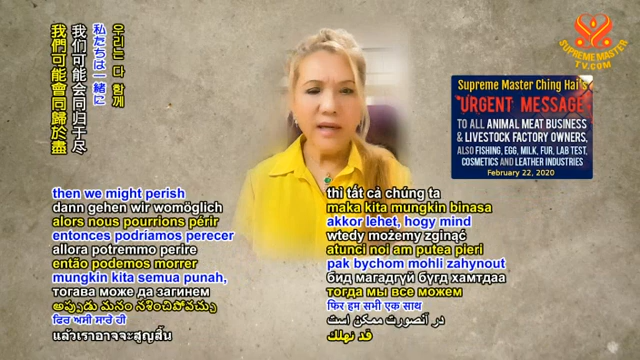 우리는 다 함께
私たちは一緒に
我们可能会同归于尽
我們可能會同歸於盡
SUPREME MASTER
TV.COM
Supreme Master Ching Hai's
"URGENT MESSAGE
TO ALL ANIMAL MEAT BUSINESS
& LIVESTOCK FACTORY OWNERS,
ALSO FISHING, EGG, MILK, FUR, LAB TEST,
COSMETICS AND LEATHER INDUSTRIES
February 22, 2020
then we might perish
dann gehen wir womöglich
alors nous pourrions périr
entonces podríamos perecer
allora potremmo perire
então podemos morrer
mungkin kita semua punah,
тогава може да загинем
అప్పుడు మనం నశించిపోవచ్చు
ਫਿਰ ਅਸੀ ਸਾਰੇ ਹੀ
แล้วเราอาจจะสูญสิ้น
thì tất cả chúng ta
maka kita mungkin binasa
akkor lehet, hogy mind
wtedy możemy zginąć
atunci noi am putea pieri
pak bychom mohli zahynout
бид магадгүй бүгд хамтдаа
тогда мы все можем
फिर हम सभी एक साथ
در آنصورت ممکن است
قد نهلك